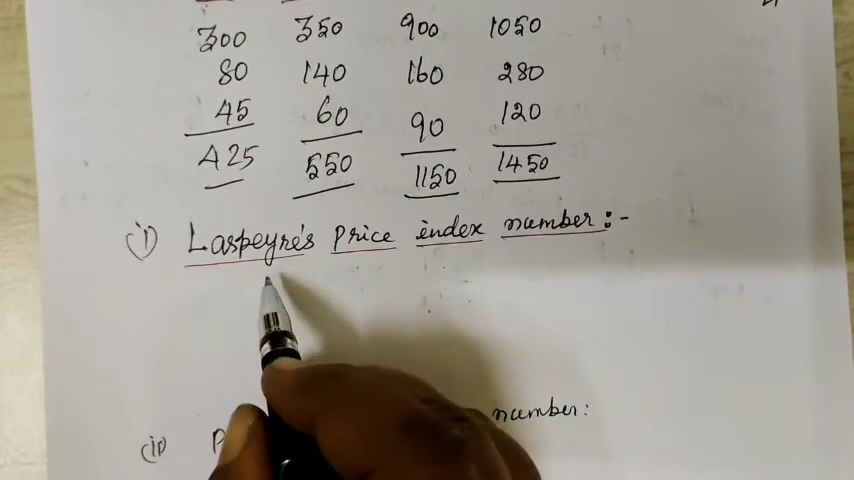 300 350 900 1050
80 140 160 280
45 60 90 120
425 550 1150 1450
(i) Laspeyre's Price index number:-
(ii) P number: